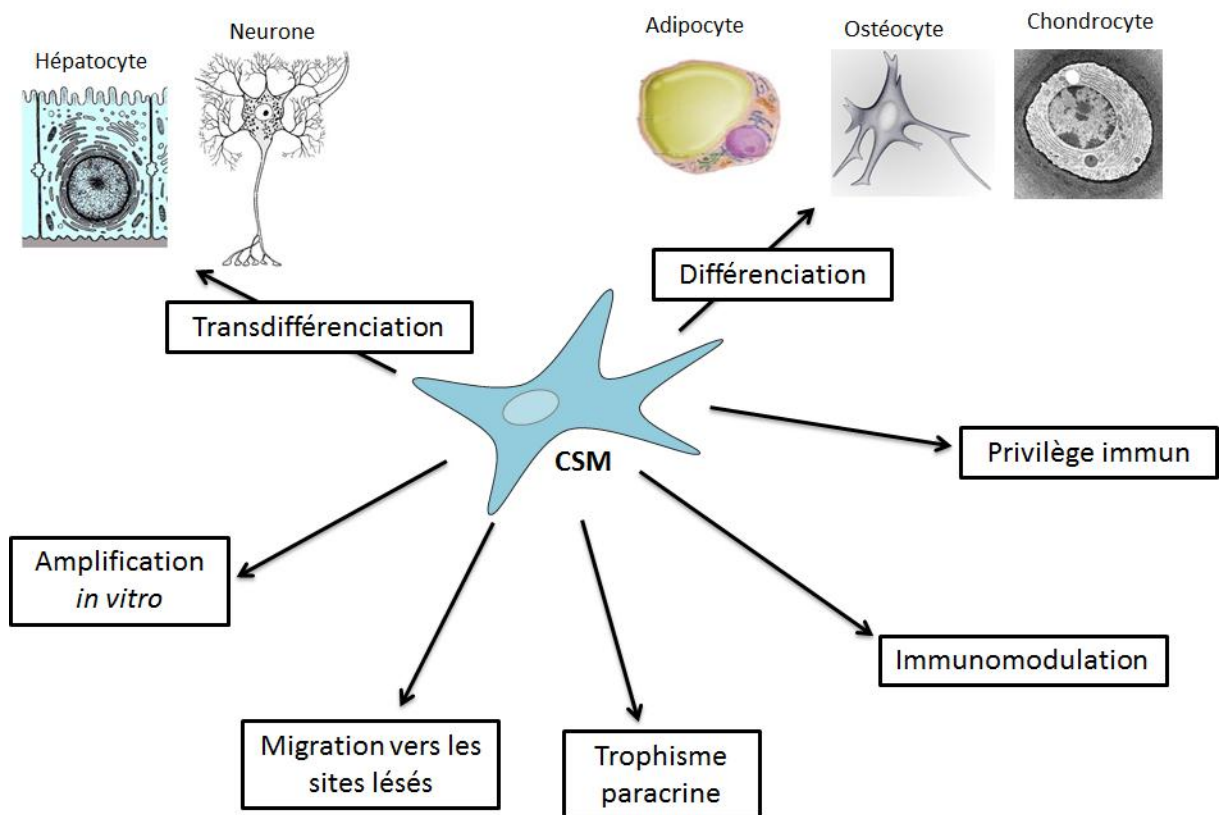 Neurone
Hépatocyte
Adipocyte
Ostéocyte
Chondrocyte
Différenciation
Transdifférenciation
CSM
Privilège immun
Amplification
in vitro
Immunomodulation
Migration vers les
sites lésés
Trophisme
paracrine